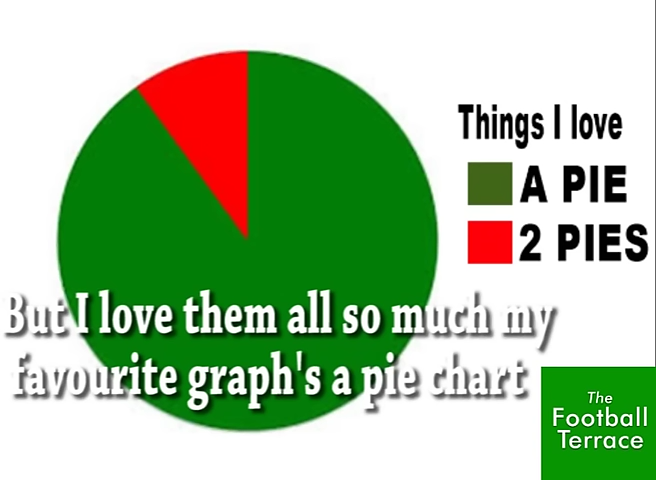 Things I love
A PIE
2 PIES
But I love them all so much my
favourite graph's a pie chart
The
Football
Terrace